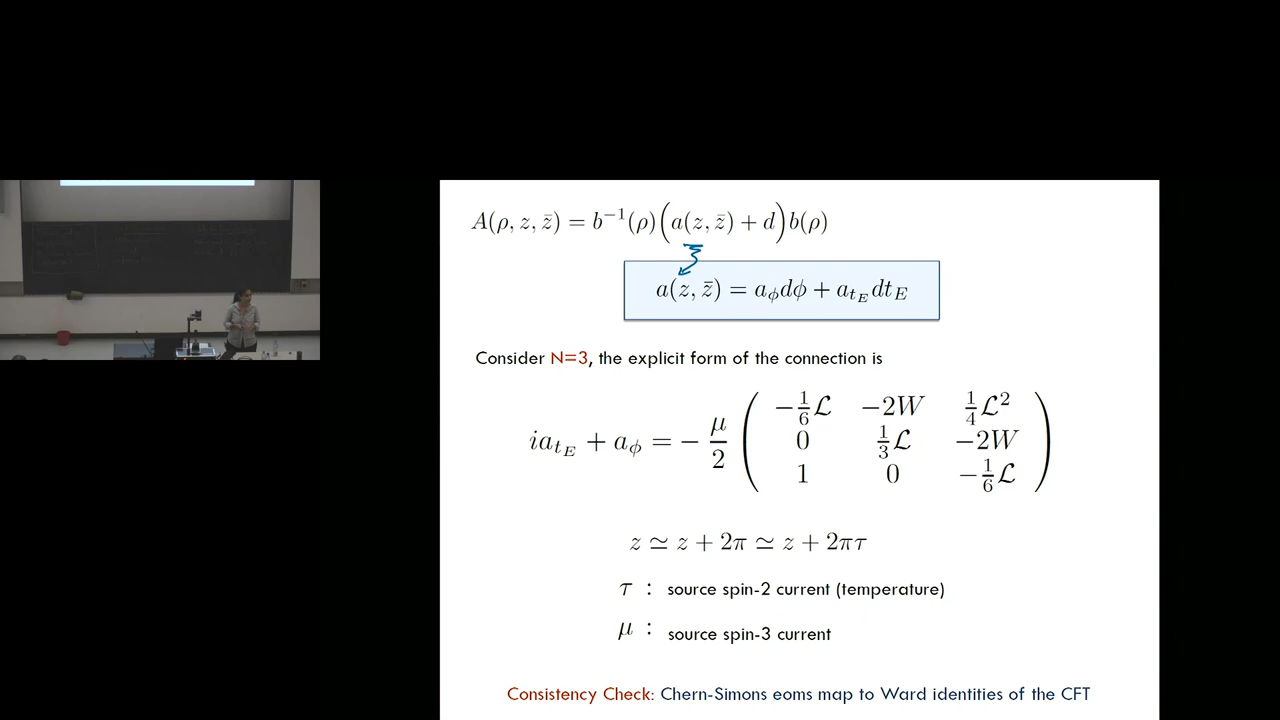 A(ρ, z, z̄) = b⁻¹(ρ)(a(z, z̄) + d)b(ρ)
a(z, z̄) = a_ϕdϕ + a_{t_E}dt_E
Consider N=3, the explicit form of the connection is
ia_{t_E} + a_ϕ = − μ/2 ( −1/6 ℒ −2W 1/4 ℒ²
0 1/3 ℒ −2W
1 0 −1/6 ℒ )
z ≃ z + 2π ≃ z + 2πτ
τ : source spin-2 current (temperature)
μ : source spin-3 current
Consistency Check: Chern-Simons eoms map to Ward identities of the CFT